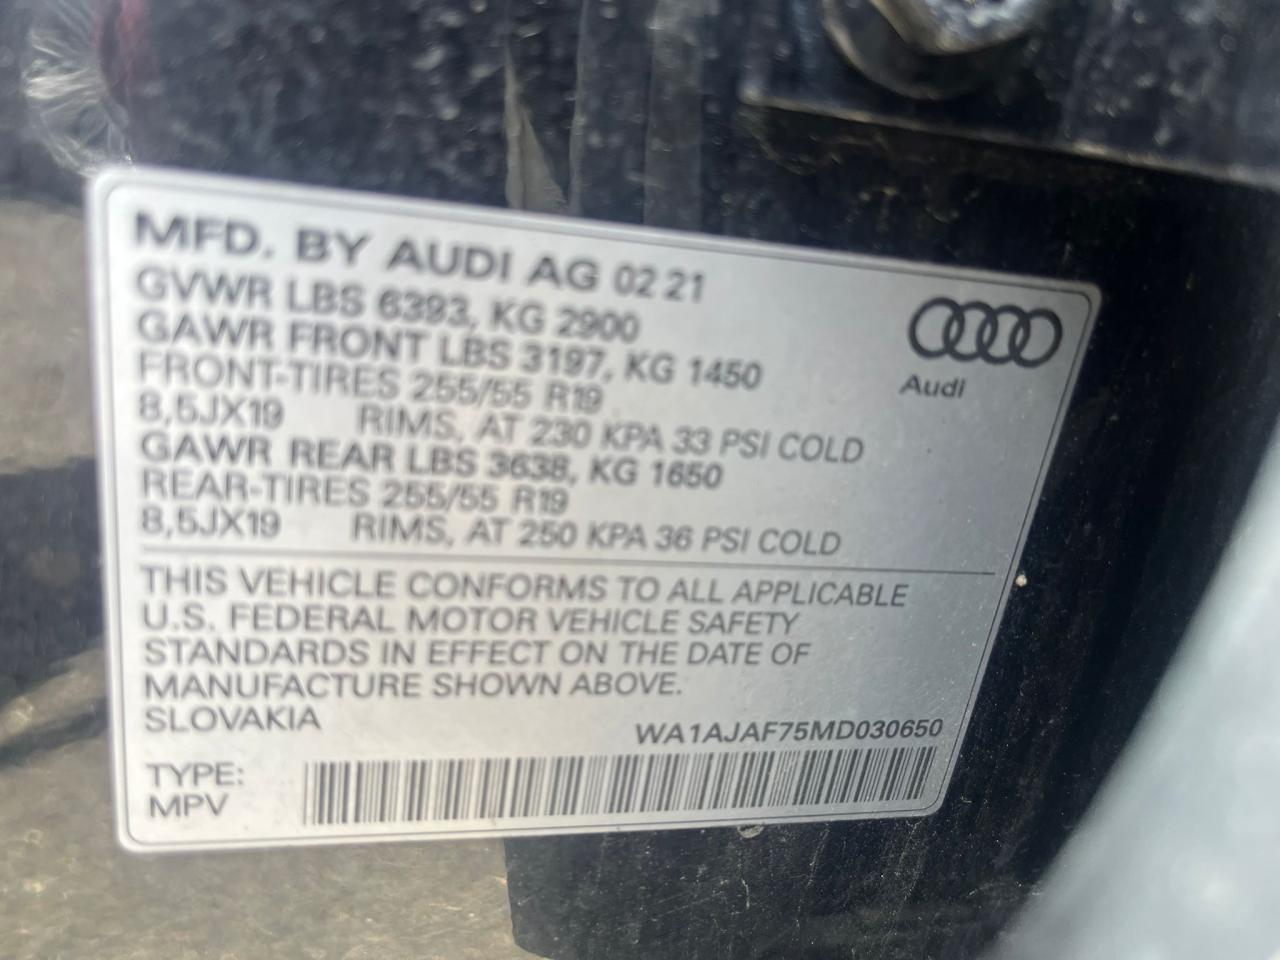 MFD. BY AUDI AG 02 21
GVWR LBS 6393, KG 2900
GAWR FRONT LBS 3197, KG 1450
FRONT-TIRES 255/55 R19
8,5JX19 RIMS, AT 230 KPA 33 PSI COLD
GAWR REAR LBS 3638, KG 1650
REAR-TIRES 255/55 R19
8,5JX19 RIMS, AT 250 KPA 36 PSI COLD
Audi
THIS VEHICLE CONFORMS TO ALL APPLICABLE
U.S. FEDERAL MOTOR VEHICLE SAFETY
STANDARDS IN EFFECT ON THE DATE OF
MANUFACTURE SHOWN ABOVE.
SLOVAKIA WA1AJAF75MD030650
TYPE:
MPV